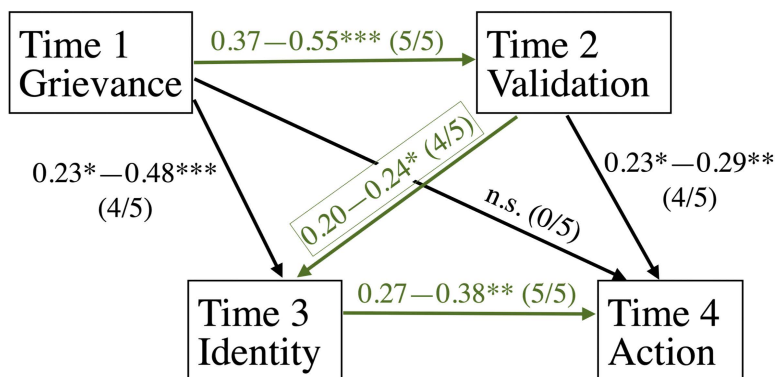 Time 1
Grievance
0.37—0.55*** (5/5)
Time 2
Validation
0.23*—0.48***
(4/5)
0.20—0.24* (4/5)
n.s. (0/5)
0.23*—0.29**
(4/5)
Time 3
Identity
0.27—0.38** (5/5)
Time 4
Action